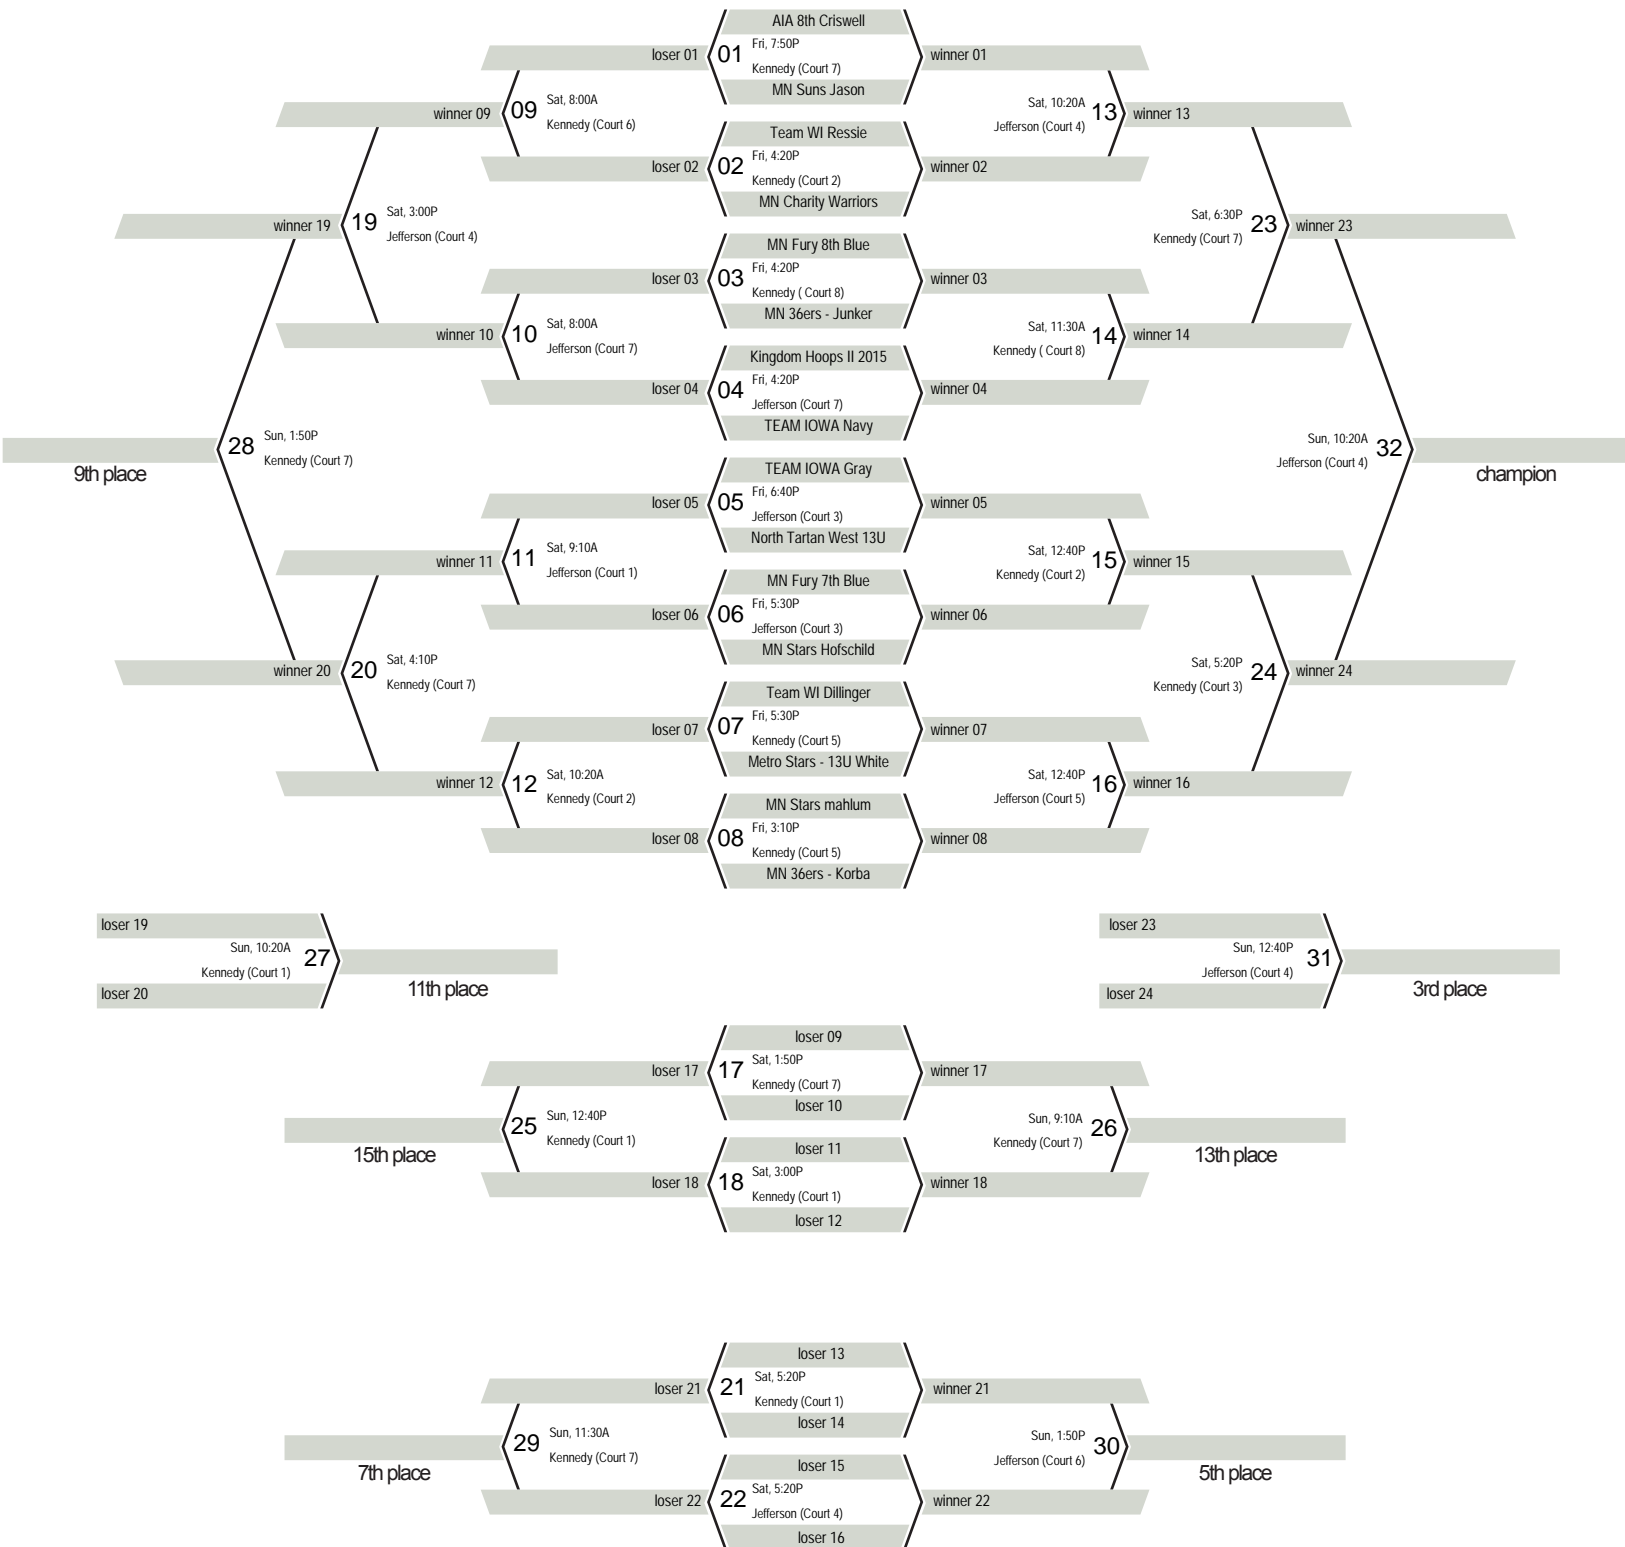 AIA 8th Criswell
loser 01
01
Fri, 7:50P
Kennedy (Court 7)
winner 01
MN Suns Jason
winner 09
09
Sat, 8:00A
Kennedy (Court 6)
Sat, 10:20A
Jefferson (Court 4)
13
winner 13
Team WI Ressie
loser 02
02
Fri, 4:20P
Kennedy (Court 2)
winner 02
MN Charity Warriors
winner 19
19
Sat, 3:00P
Jefferson (Court 4)
Sat, 6:30P
Kennedy (Court 7)
23
winner 23
MN Fury 8th Blue
loser 03
03
Fri, 4:20P
Kennedy ( Court 8)
winner 03
MN 36ers - Junker
winner 10
10
Sat, 8:00A
Jefferson (Court 7)
Sat, 11:30A
Kennedy ( Court 8)
14
winner 14
Kingdom Hoops II 2015
loser 04
04
Fri, 4:20P
Jefferson (Court 7)
winner 04
TEAM IOWA Navy
28
Sun, 1:50P
Kennedy (Court 7)
9th place
Sun, 10:20A
Jefferson (Court 4)
32
champion
TEAM IOWA Gray
loser 05
05
Fri, 6:40P
Jefferson (Court 3)
winner 05
North Tartan West 13U
winner 11
11
Sat, 9:10A
Jefferson (Court 1)
Sat, 12:40P
Kennedy (Court 2)
15
winner 15
MN Fury 7th Blue
loser 06
06
Fri, 5:30P
Jefferson (Court 3)
winner 06
MN Stars Hofschild
winner 20
20
Sat, 4:10P
Kennedy (Court 7)
Sat, 5:20P
Kennedy (Court 3)
24
winner 24
Team WI Dillinger
loser 07
07
Fri, 5:30P
Kennedy (Court 5)
winner 07
Metro Stars - 13U White
winner 12
12
Sat, 10:20A
Kennedy (Court 2)
Sat, 12:40P
Jefferson (Court 5)
16
winner 16
MN Stars mahlum
loser 08
08
Fri, 3:10P
Kennedy (Court 5)
winner 08
MN 36ers - Korba
loser 19
Sun, 10:20A
Kennedy (Court 1)
27
loser 20
11th place
loser 23
Sun, 12:40P
Jefferson (Court 4)
31
loser 24
3rd place
loser 09
loser 17
17
Sat, 1:50P
Kennedy (Court 7)
winner 17
loser 10
25
Sun, 12:40P
Kennedy (Court 1)
15th place
Sun, 9:10A
Kennedy (Court 7)
26
13th place
loser 11
loser 18
18
Sat, 3:00P
Kennedy (Court 1)
winner 18
loser 12
loser 13
loser 21
21
Sat, 5:20P
Kennedy (Court 1)
winner 21
loser 14
29
Sun, 11:30A
Kennedy (Court 7)
7th place
Sun, 1:50P
Jefferson (Court 6)
30
5th place
loser 15
loser 22
22
Sat, 5:20P
Jefferson (Court 4)
winner 22
loser 16